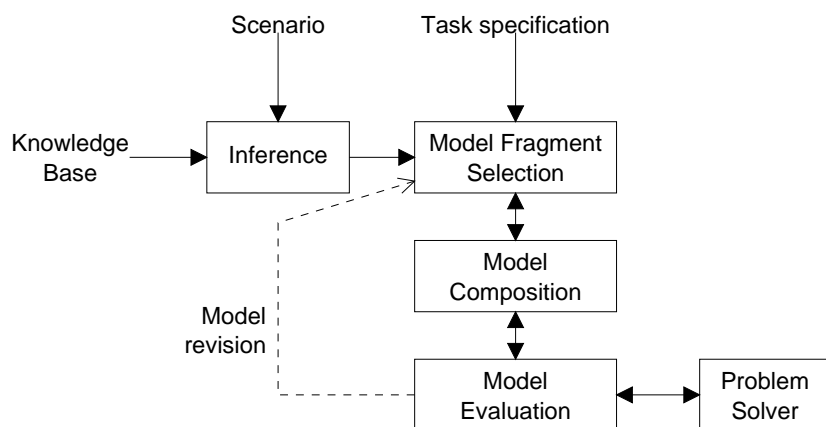 Scenario
Task specification
Knowledge
Base
Inference
Model Fragment
Selection
Model
Composition
Model
revision
Model
Evaluation
Problem
Solver